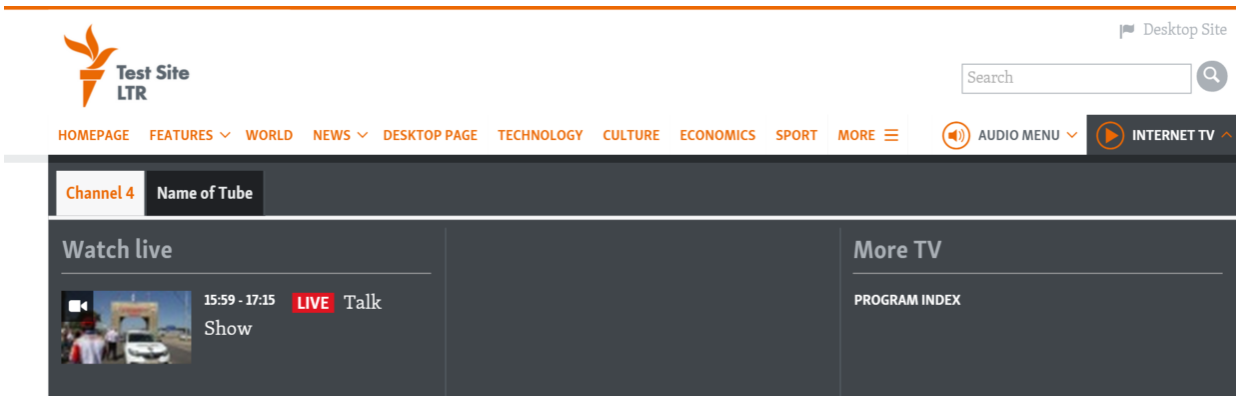 Desktop Site
Test Site
LTR
Search
HOMEPAGE FEATURES WORLD NEWS DESKTOP PAGE TECHNOLOGY CULTURE ECONOMICS SPORT MORE AUDIO MENU INTERNET TV
Channel 4 Name of Tube
Watch live More TV
15:59 - 17:15 LIVE Talk
Show
PROGRAM INDEX